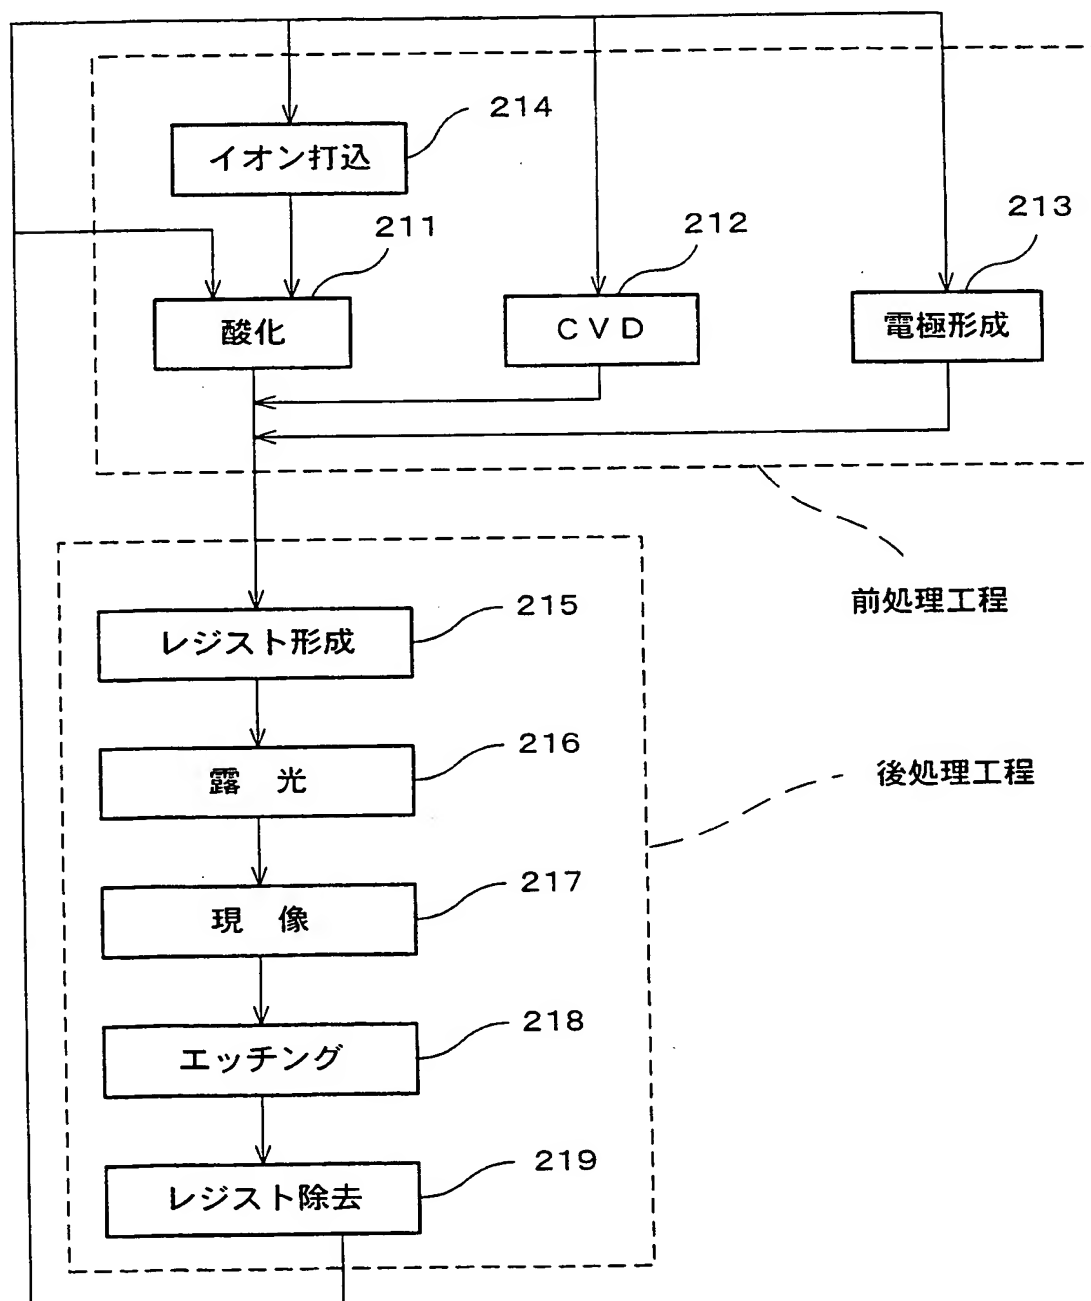 214
イオン打込
211
212
213
酸化
CVD
電極形成
前処理工程
215
レジスト形成
216
露 光
後処理工程
217
現 像
218
エッチング
219
レジスト除去